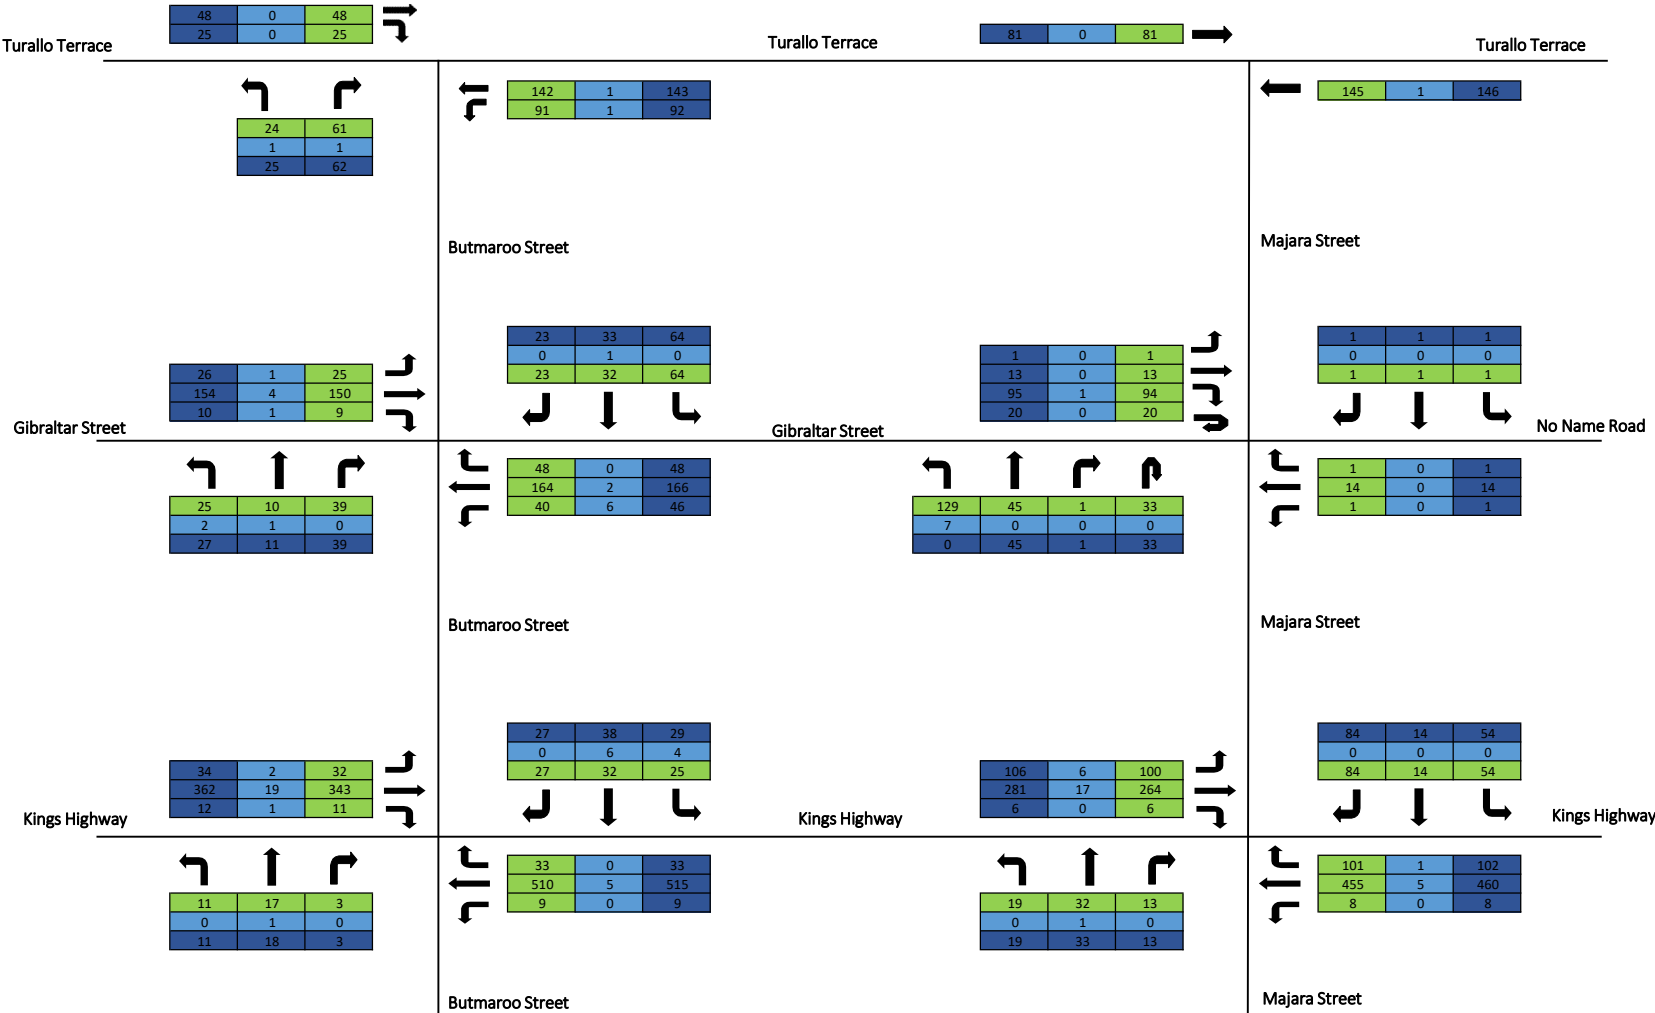 48 0 48
25 0 25
Turallo Terrace
Turallo Terrace
81 0 81
Turallo Terrace
24 61
1 1
25 62
142 1 143
91 1 92
145 1 146
Butmaroo Street
Majara Street
26 1 25
154 4 150
10 1 9
Gibraltar Street
23 33 64
0 1 0
23 32 64
Gibraltar Street
1 0 1
13 0 13
95 1 94
20 0 20
1 1 1
0 0 0
1 1 1
No Name Road
25 10 39
2 1 0
27 11 39
48 0 48
164 2 166
40 6 46
129 45 1 33
7 0 0 0
0 45 1 33
1 0 1
14 0 14
1 0 1
Butmaroo Street
Majara Street
34 2 32
362 19 343
12 1 11
Kings Highway
27 38 29
0 6 4
27 32 25
Kings Highway
106 6 100
281 17 264
6 0 6
84 14 54
0 0 0
84 14 54
Kings Highway
11 17 3
0 1 0
11 18 3
33 0 33
510 5 515
9 0 9
19 32 13
0 1 0
19 33 13
101 1 102
455 5 460
8 0 8
Butmaroo Street
Majara Street